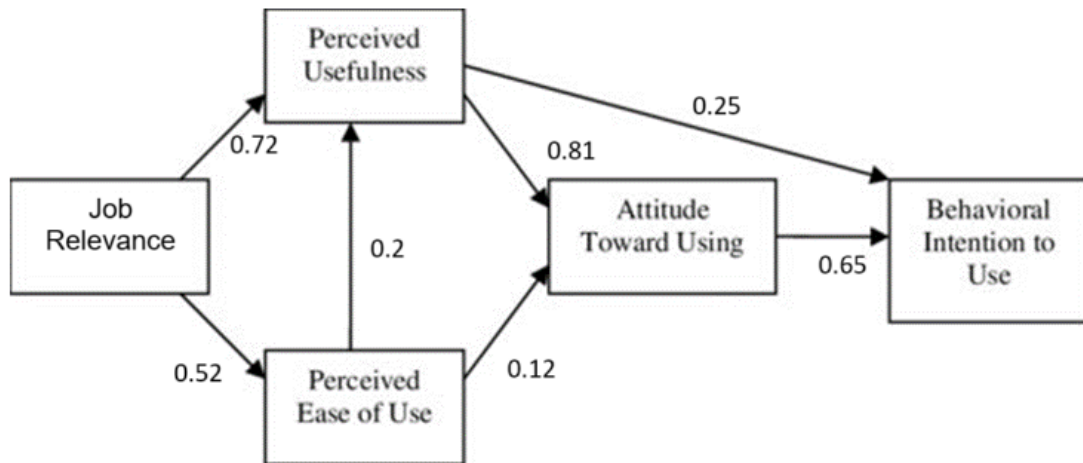 Perceived
Usefulness
0.25
0.72
0.81
Job
Relevance
Attitude
Toward Using
Behavioral
Intention to
Use
0.2
0.65
0.52
Perceived
Ease of Use
0.12